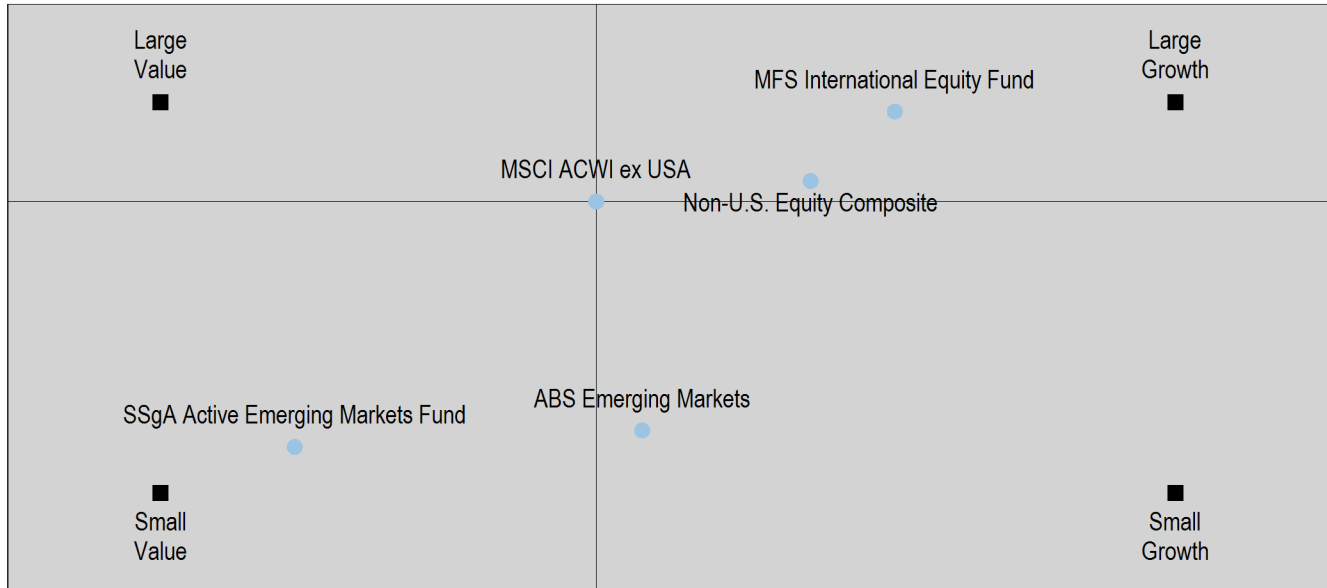 Large
Value
Large
Growth
MFS International Equity Fund
MSCI ACWI ex USA
Non-U.S. Equity Composite
ABS Emerging Markets
SSgA Active Emerging Markets Fund
Small
Value
Small
Growth